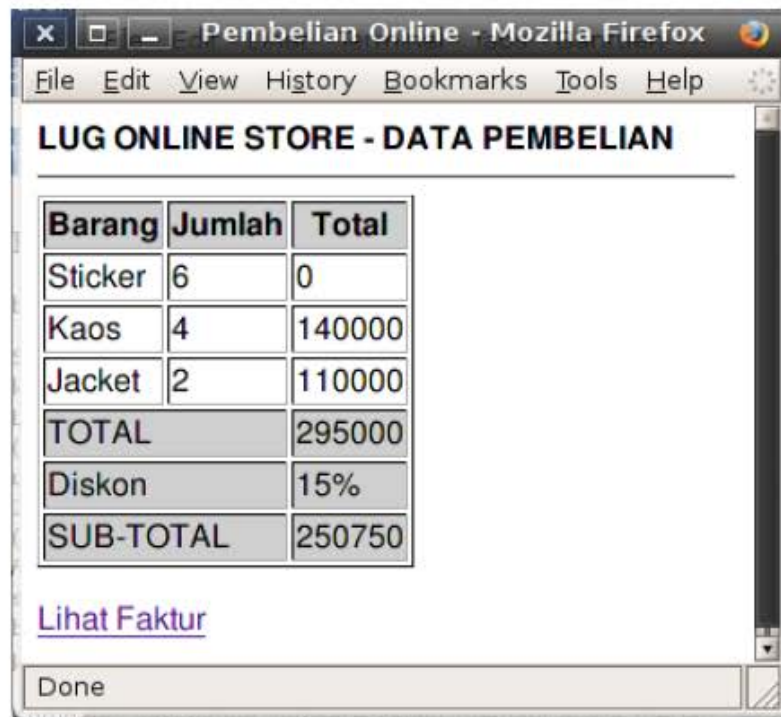 Pembelian Online - Mozilla Firefox
File Edit View History Bookmarks Tools Help
LUG ONLINE STORE - DATA PEMBELIAN
Barang Jumlah Total
Sticker 6 0
Kaos 4 140000
Jacket 2 110000
TOTAL 295000
Diskon 15%
SUB-TOTAL 250750
Lihat Faktur
Done